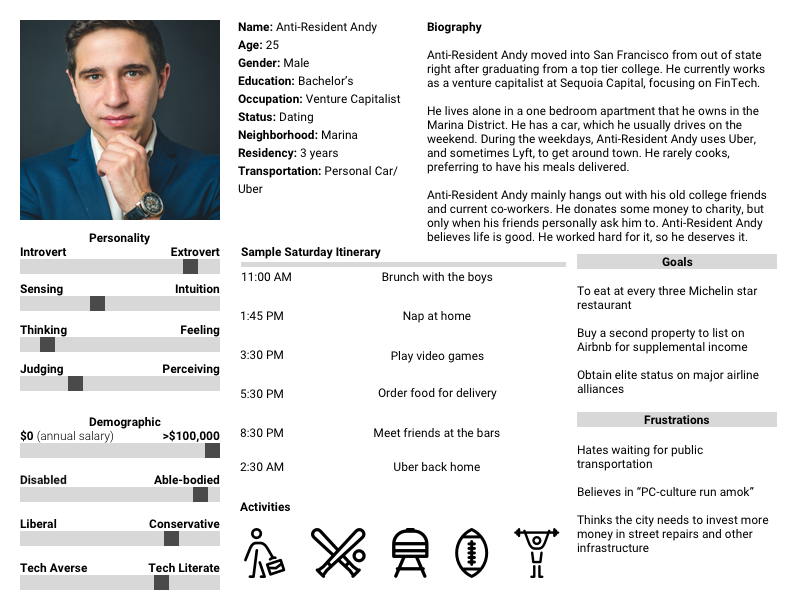 Name: Anti-Resident Andy
Age: 25
Gender: Male
Education: Bachelor’s
Occupation: Venture Capitalist
Status: Dating
Neighborhood: Marina
Residency: 3 years
Transportation: Personal Car/
Uber
Biography
Anti-Resident Andy moved into San Francisco from out of state
right after graduating from a top tier college. He currently works
as a venture capitalist at Sequoia Capital, focusing on FinTech.
He lives alone in a one bedroom apartment that he owns in the
Marina District. He has a car, which he usually drives on the
weekend. During the weekdays, Anti-Resident Andy uses Uber,
and sometimes Lyft, to get around town. He rarely cooks,
preferring to have his meals delivered.
Anti-Resident Andy mainly hangs out with his old college friends
and current co-workers. He donates some money to charity, but
only when his friends personally ask him to. Anti-Resident Andy
believes life is good. He worked hard for it, so he deserves it.
Personality
Introvert Extrovert
Sensing Intuition
Thinking Feeling
Judging Perceiving
Demographic
$0 (annual salary) >$100,000
Disabled Able-bodied
Liberal Conservative
Tech Averse Tech Literate
Sample Saturday Itinerary
11:00 AM Brunch with the boys
1:45 PM Nap at home
3:30 PM Play video games
5:30 PM Order food for delivery
8:30 PM Meet friends at the bars
2:30 AM Uber back home
Activities
Goals
To eat at every three Michelin star
restaurant
Buy a second property to list on
Airbnb for supplemental income
Obtain elite status on major airline
alliances
Frustrations
Hates waiting for public
transportation
Believes in “PC-culture run amok”
Thinks the city needs to invest more
money in street repairs and other
infrastructure